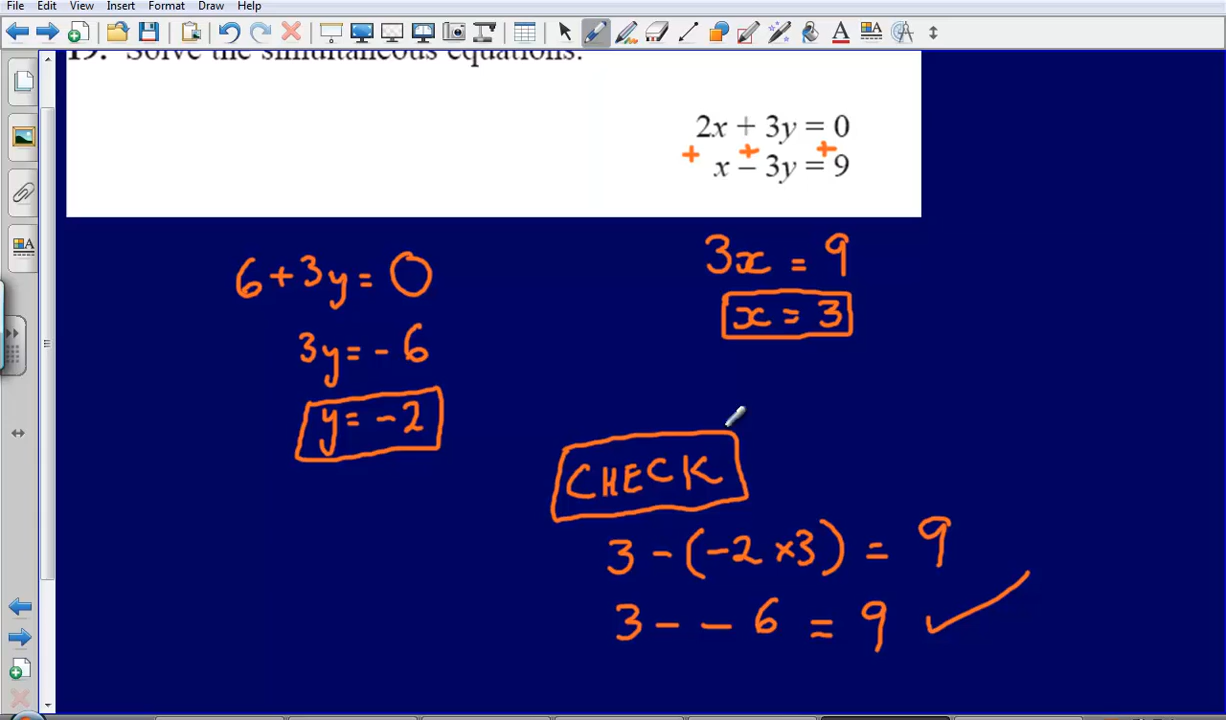 File Edit View Insert Format Draw Help
19. Solve the simultaneous equations.
2x + 3y = 0
+ + +
x − 3y = 9
6+3y= 0
3y= - 6
y= -2
3x = 9
x = 3
CHECK
3 - (-2 ×3) = 9
3 - - 6 = 9 ✓